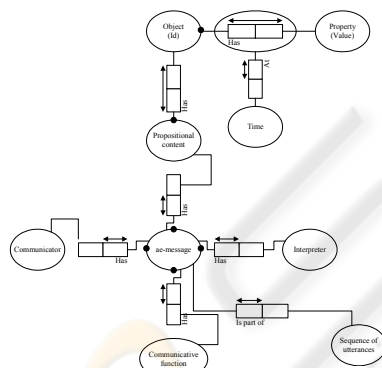 Object
(Id)
Has
Property
(Value)
At
Has
Time
Propositional
content
Has
Communicator
Has
ae-message
Has
Interpreter
Has
Is part of
Communicative
function
Sequence of
utterances